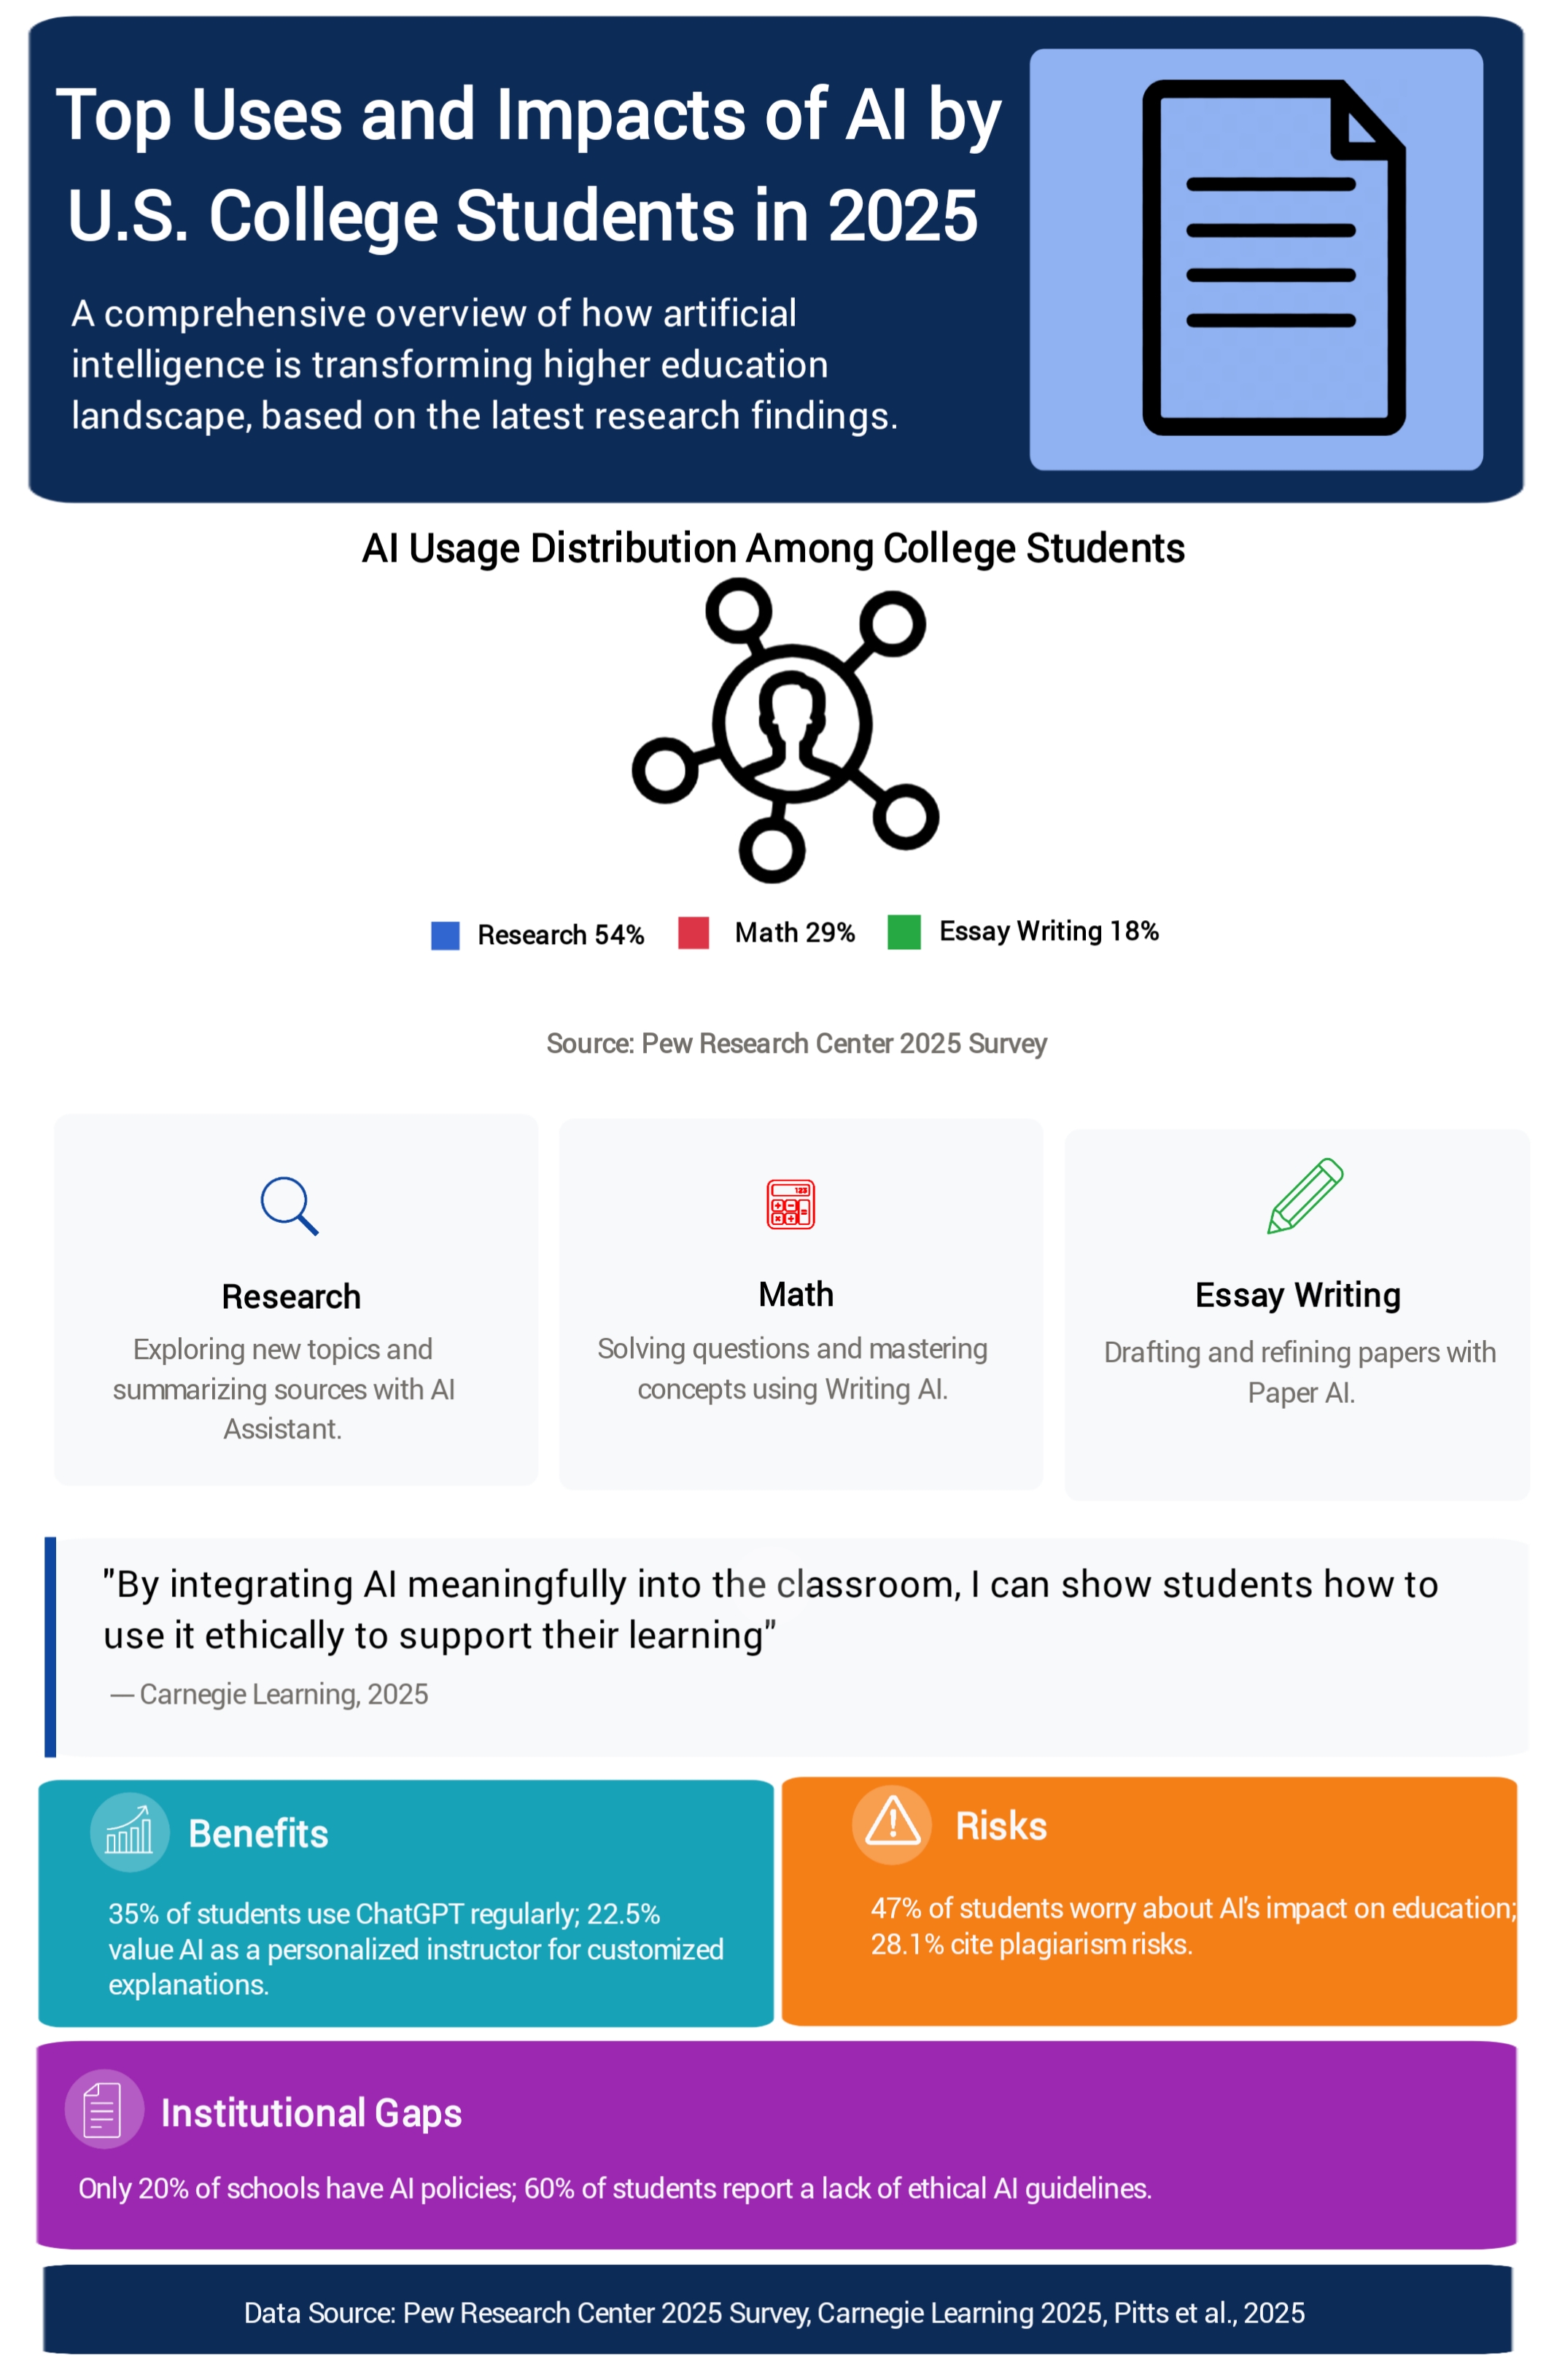 Top Uses and Impacts of AI by
U.S. College Students in 2025
A comprehensive overview of how artificial
intelligence is transforming higher education
landscape, based on the latest research findings.
AI Usage Distribution Among College Students
Research 54%
Math 29%
Essay Writing 18%
Source: Pew Research Center 2025 Survey
Research
Exploring new topics and
summarizing sources with AI
Assistant.
123
Math
Solving questions and mastering
concepts using Writing AI.
Essay Writing
Drafting and refining papers with
Paper AI.
"By integrating AI meaningfully into the classroom, I can show students how to
use it ethically to support their learning"
— Carnegie Learning, 2025
Benefits
35% of students use ChatGPT regularly; 22.5%
value AI as a personalized instructor for customized
explanations.
Risks
47% of students worry about AI's impact on education;
28.1% cite plagiarism risks.
Institutional Gaps
Only 20% of schools have AI policies; 60% of students report a lack of ethical AI guidelines.
Data Source: Pew Research Center 2025 Survey, Carnegie Learning 2025, Pitts et al., 2025